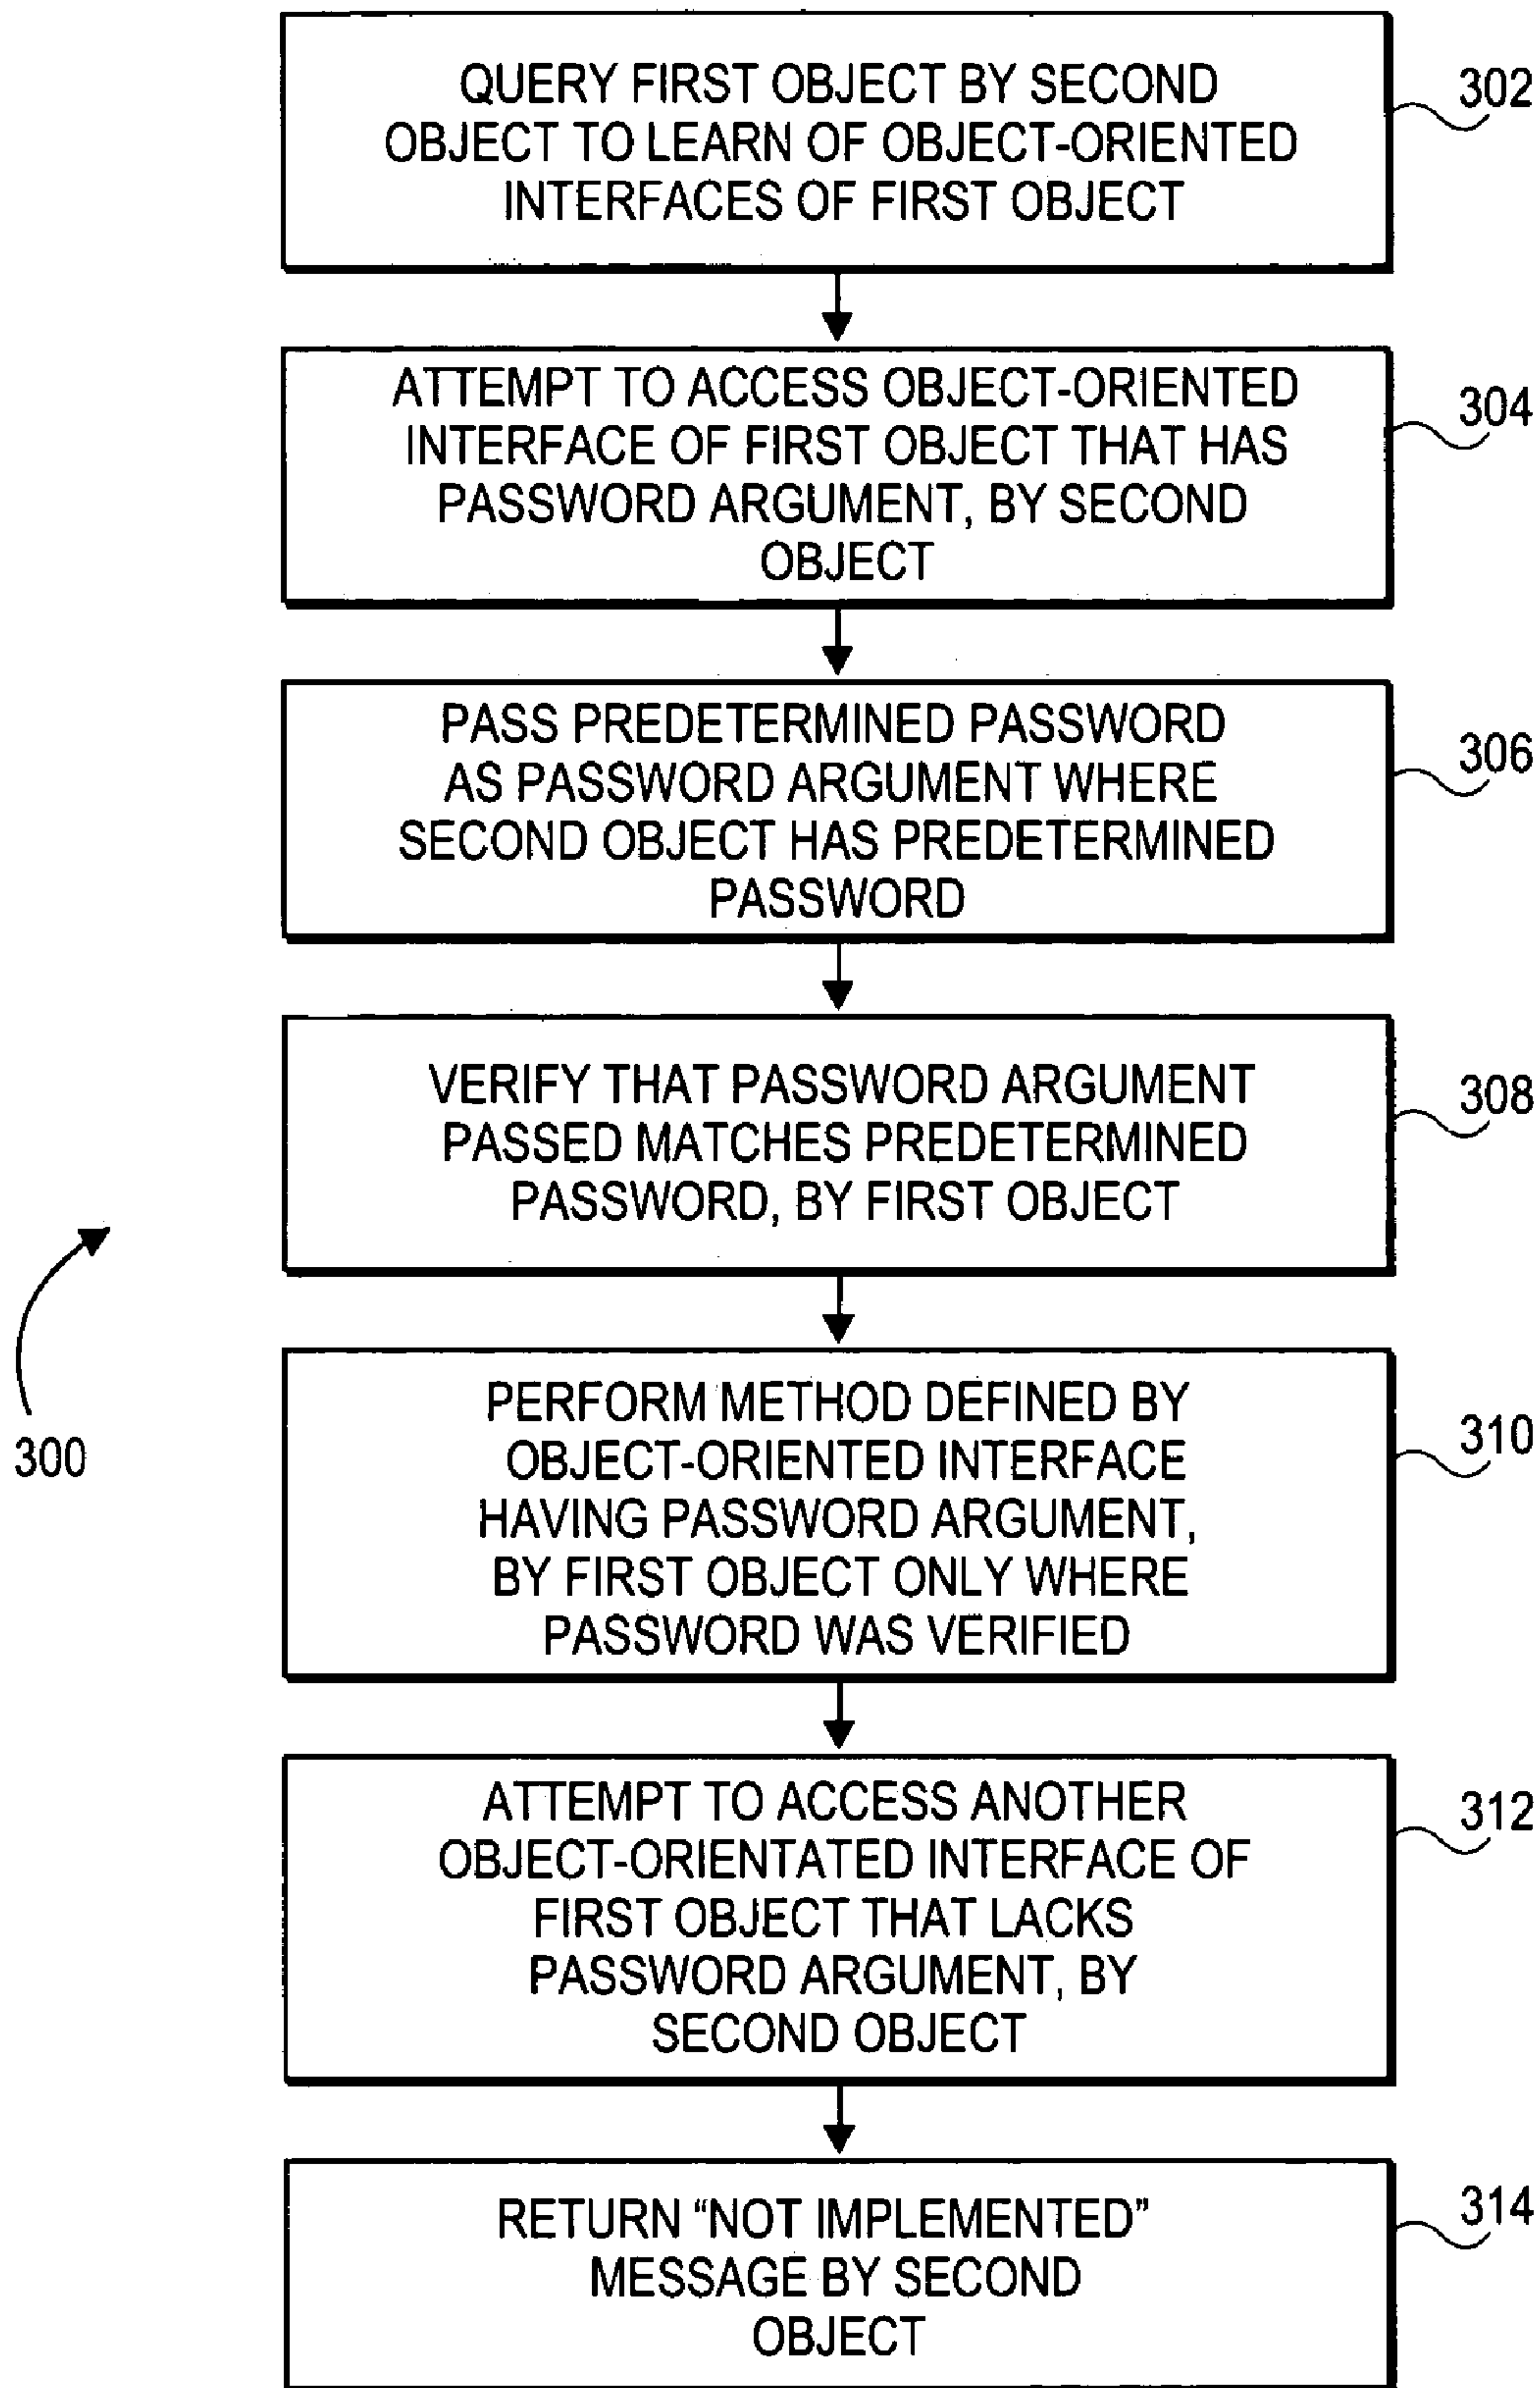 QUERY FIRST OBJECT BY SECOND
OBJECT TO LEARN OF OBJECT-ORIENTED
INTERFACES OF FIRST OBJECT
302
ATTEMPT TO ACCESS OBJECT-ORIENTED
INTERFACE OF FIRST OBJECT THAT HAS
PASSWORD ARGUMENT, BY SECOND
OBJECT
304
PASS PREDETERMINED PASSWORD
AS PASSWORD ARGUMENT WHERE
SECOND OBJECT HAS PREDETERMINED
PASSWORD
306
VERIFY THAT PASSWORD ARGUMENT
PASSED MATCHES PREDETERMINED
PASSWORD, BY FIRST OBJECT
308
300
PERFORM METHOD DEFINED BY
OBJECT-ORIENTED INTERFACE
HAVING PASSWORD ARGUMENT,
BY FIRST OBJECT ONLY WHERE
PASSWORD WAS VERIFIED
310
ATTEMPT TO ACCESS ANOTHER
OBJECT-ORIENTATED INTERFACE OF
FIRST OBJECT THAT LACKS
PASSWORD ARGUMENT, BY
SECOND OBJECT
312
RETURN “NOT IMPLEMENTED”
MESSAGE BY SECOND
OBJECT
314